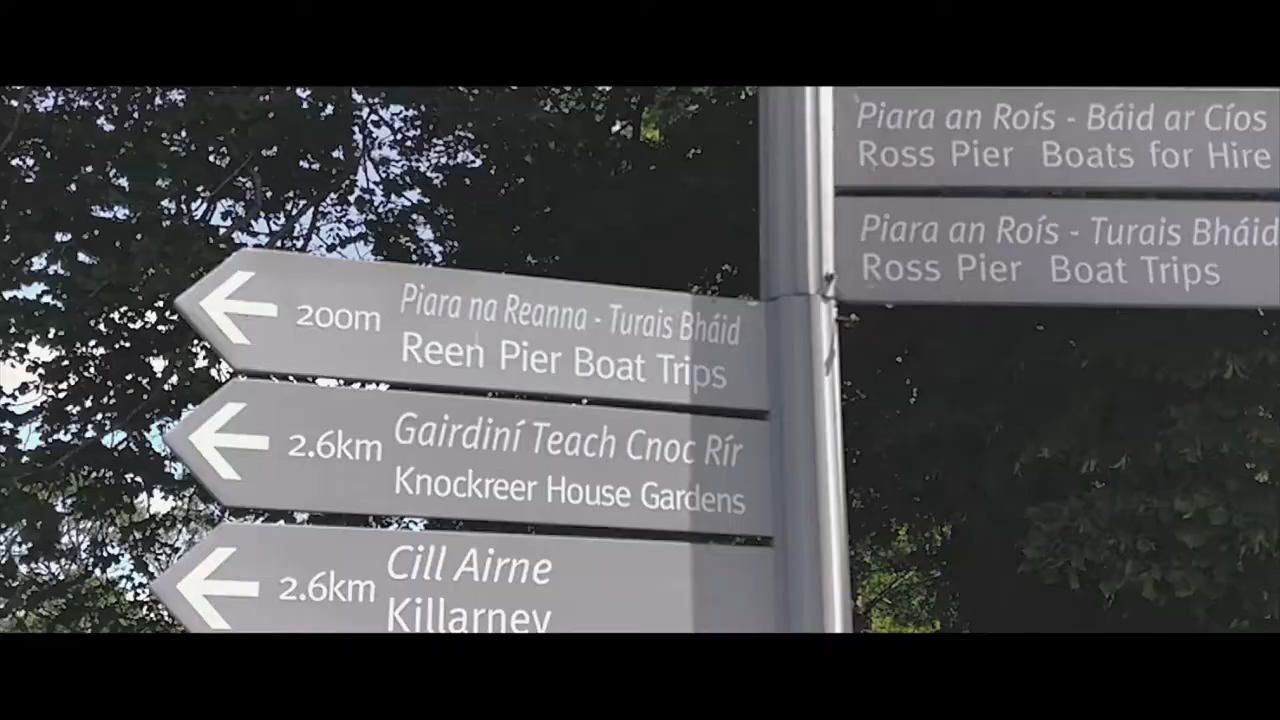 Piara an Roís - Báid ar Cíos
Ross Pier Boats for Hire
Piara an Roís - Turais Bháid
Ross Pier Boat Trips
200m
Piara na Reanna - Turais Bháid
Reen Pier Boat Trips
2.6km
Gairdiní Teach Cnoc Rír
Knockreer House Gardens
2.6km
Cill Airne
Killarney